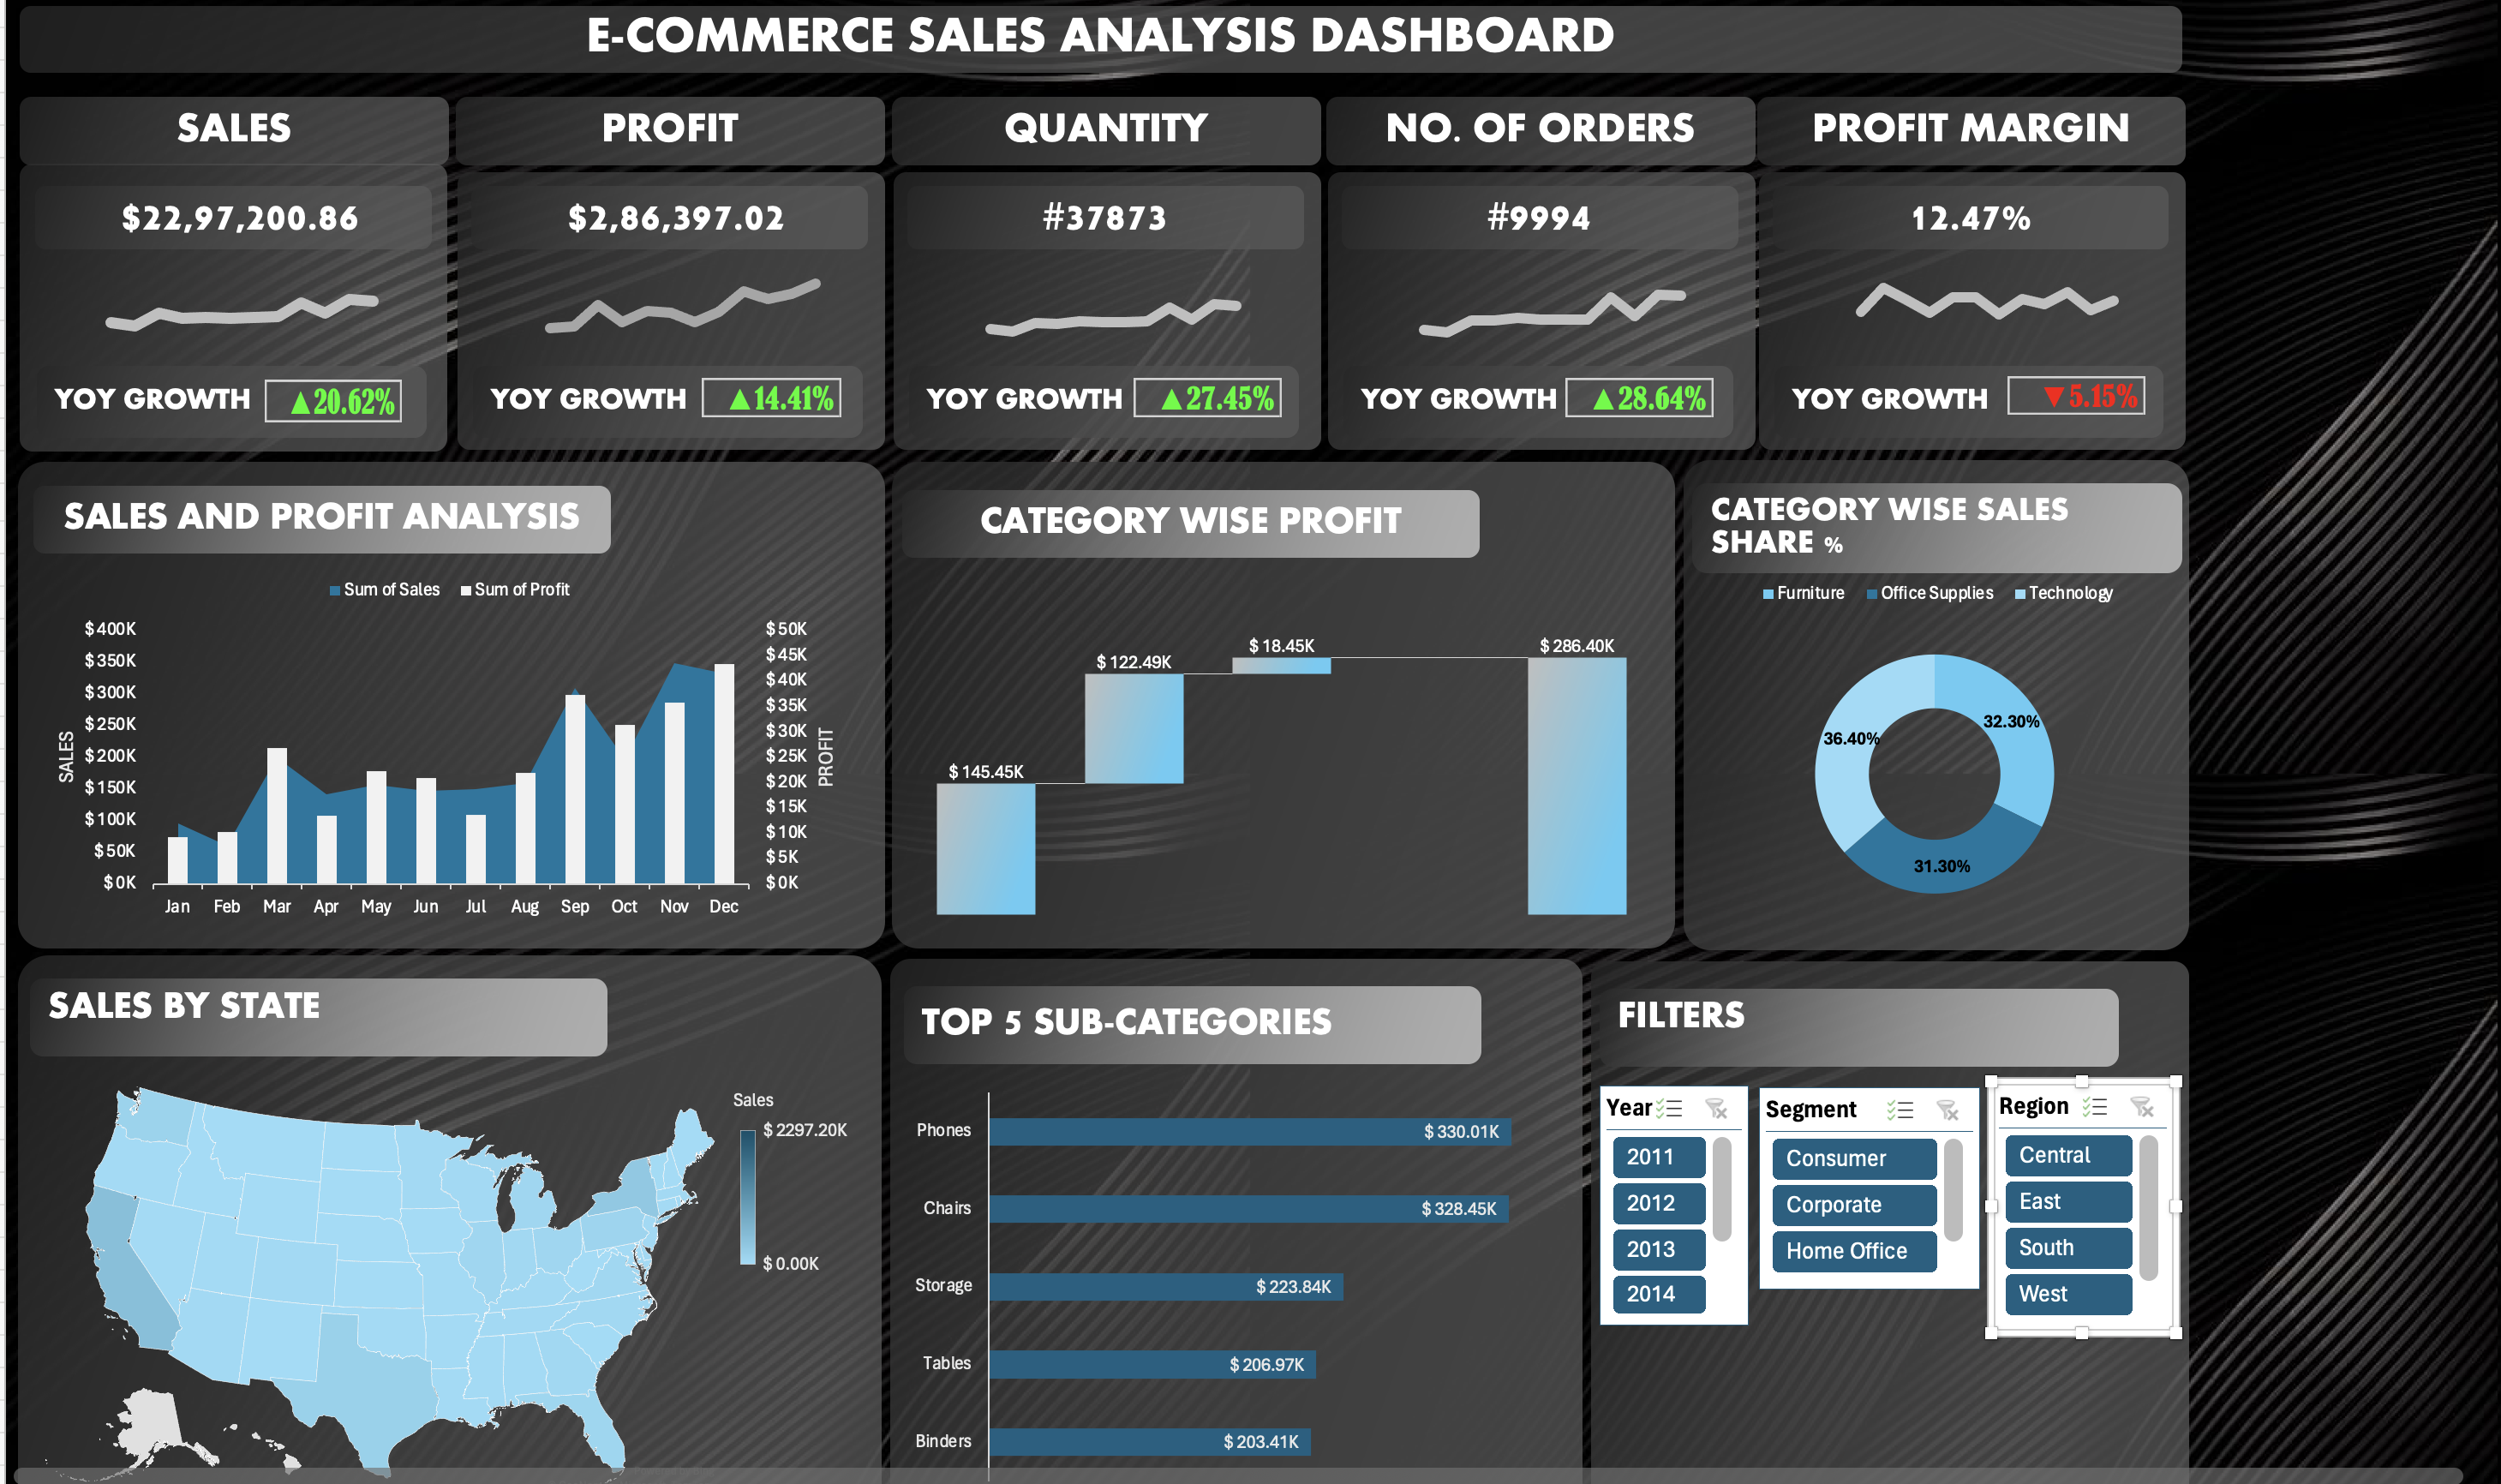 E-COMMERCE SALES ANALYSIS DASHBOARD
SALES
PROFIT
QUANTITY
NO. OF ORDERS
PROFIT MARGIN
$22,97,200.86
$2,86,397.02
#37873
#9994
12.47%
YOY GROWTH ▲20.62%
YOY GROWTH ▲14.41%
YOY GROWTH ▲27.45%
YOY GROWTH ▲28.64%
YOY GROWTH ▼5.15%
SALES AND PROFIT ANALYSIS
Sum of Sales
Sum of Profit
SALES
$400K
$350K
$300K
$250K
$200K
$150K
$100K
$50K
$0K
$50K
$45K
$40K
$35K
$30K
$25K
$20K
$15K
$10K
$5K
$0K
PROFIT
Jan Feb Mar Apr May Jun Jul Aug Sep Oct Nov Dec
CATEGORY WISE PROFIT
$145.45K
$122.49K
$18.45K
$286.40K
CATEGORY WISE SALES
SHARE %
Furniture
Office Supplies
Technology
32.30%
36.40%
31.30%
SALES BY STATE
Sales
$2297.20K
$0.00K
TOP 5 SUB-CATEGORIES
Phones $330.01K
Chairs $328.45K
Storage $223.84K
Tables $206.97K
Binders $203.41K
FILTERS
Year
2011
2012
2013
2014
Segment
Consumer
Corporate
Home Office
Region
Central
East
South
West